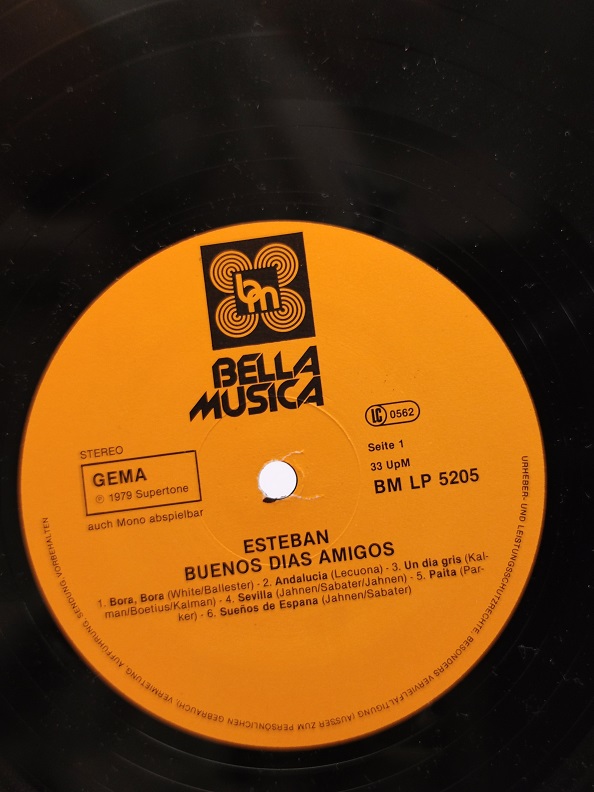 bm
BELLA
MUSICA
LC 0562
STEREO
GEMA
℗ 1979 Supertone
auch Mono abspielbar
Seite 1
33 UpM
BM LP 5205
ESTEBAN
BUENOS DIAS AMIGOS
1. Bora, Bora (White/Ballester) - 2. Andalucia (Lecuona) - 3. Un dia gris (Kal-
man/Boetius/Kalman) - 4. Sevilla (Jahnen/Sabater/Jahnen) - 5. Paita (Par-
ker) - 6. Sueños de Espana (Jahnen/Sabater)
URHEBER- UND LEISTUNGSSCHUTZRECHTE, BESONDERS VERVIELFÄLTIGUNG (AUSSER ZUM PERSÖNLICHEN GEBRAUCH), VERMIETUNG, AUFFÜHRUNG, SENDUNG VORBEHALTEN.